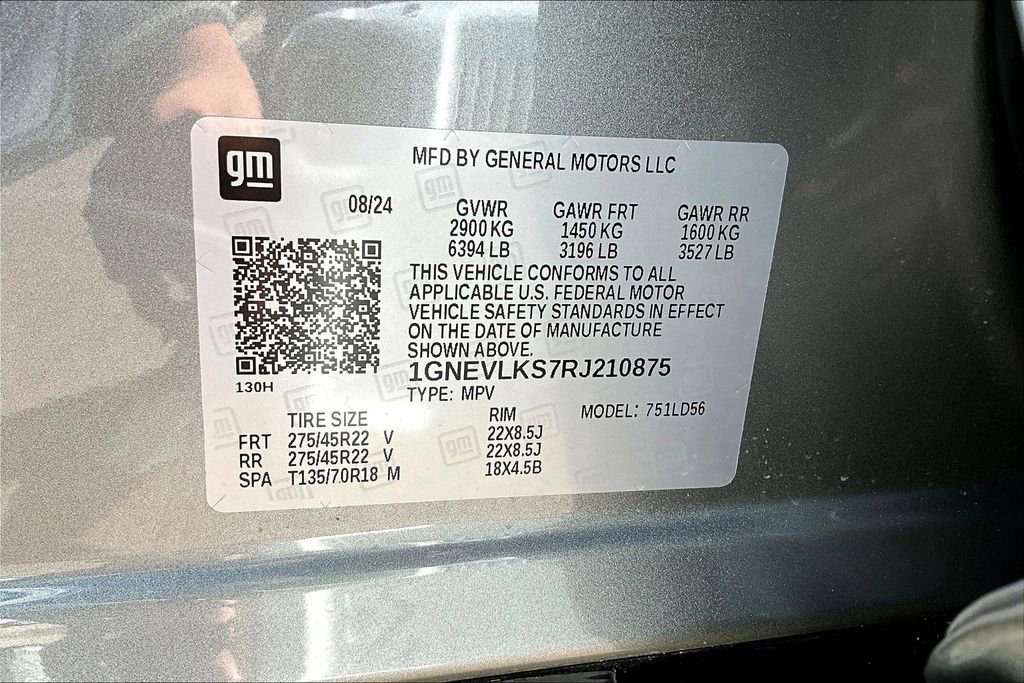 gm
MFD BY GENERAL MOTORS LLC
08/24
GVWR GAWR FRT GAWR RR
2900 KG 1450 KG 1600 KG
6394 LB 3196 LB 3527 LB
THIS VEHICLE CONFORMS TO ALL
APPLICABLE U.S. FEDERAL MOTOR
VEHICLE SAFETY STANDARDS IN EFFECT
ON THE DATE OF MANUFACTURE
SHOWN ABOVE.
1GNEVLKS7RJ210875
130H
TYPE: MPV
MODEL: 751LD56
TIRE SIZE RIM
FRT 275/45R22 V 22X8.5J
RR 275/45R22 V 22X8.5J
SPA T135/70R18 M 18X4.5B